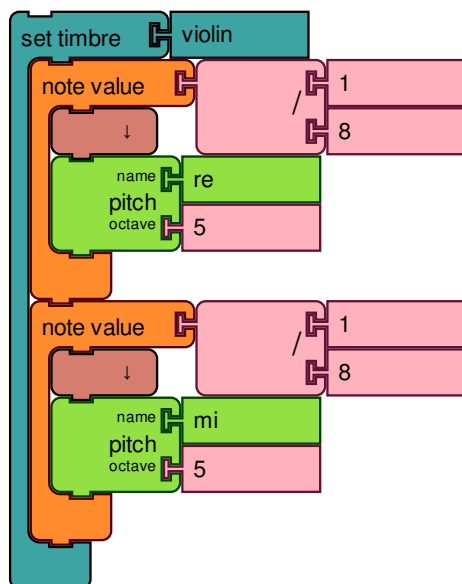 set timbre violin
note value / 1
8
↓
name re
pitch
octave 5
note value / 1
8
↓
name mi
pitch
octave 5